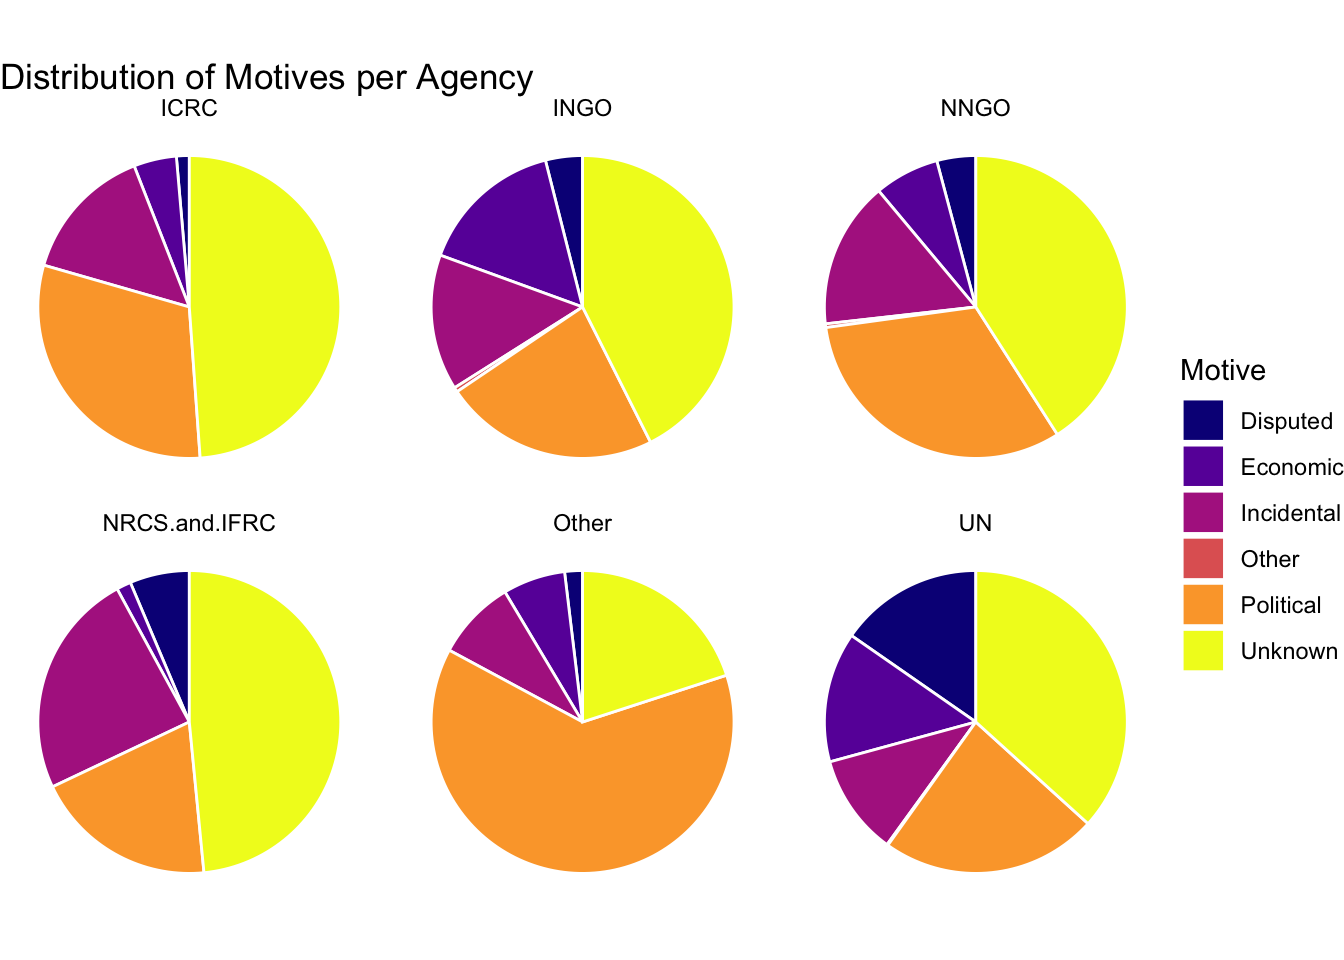 Distribution of Motives per Agency
ICRC
INGO
NNGO
NRCS.and.IFRC
Other
UN
Motive
Disputed
Economic
Incidental
Other
Political
Unknown